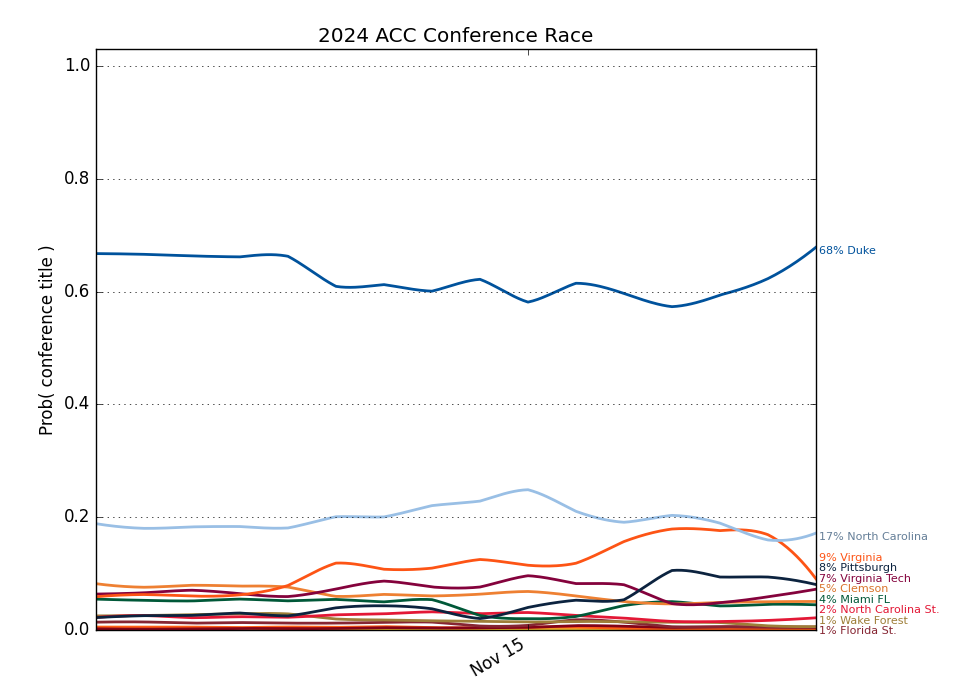 2024 ACC Conference Race
Prob( conference title )
1.0
0.8
0.6
0.4
0.2
0.0
Nov 15
68% Duke
17% North Carolina
9% Virginia
8% Pittsburgh
7% Virginia Tech
5% Clemson
4% Miami FL
2% North Carolina St.
1% Wake Forest
1% Florida St.